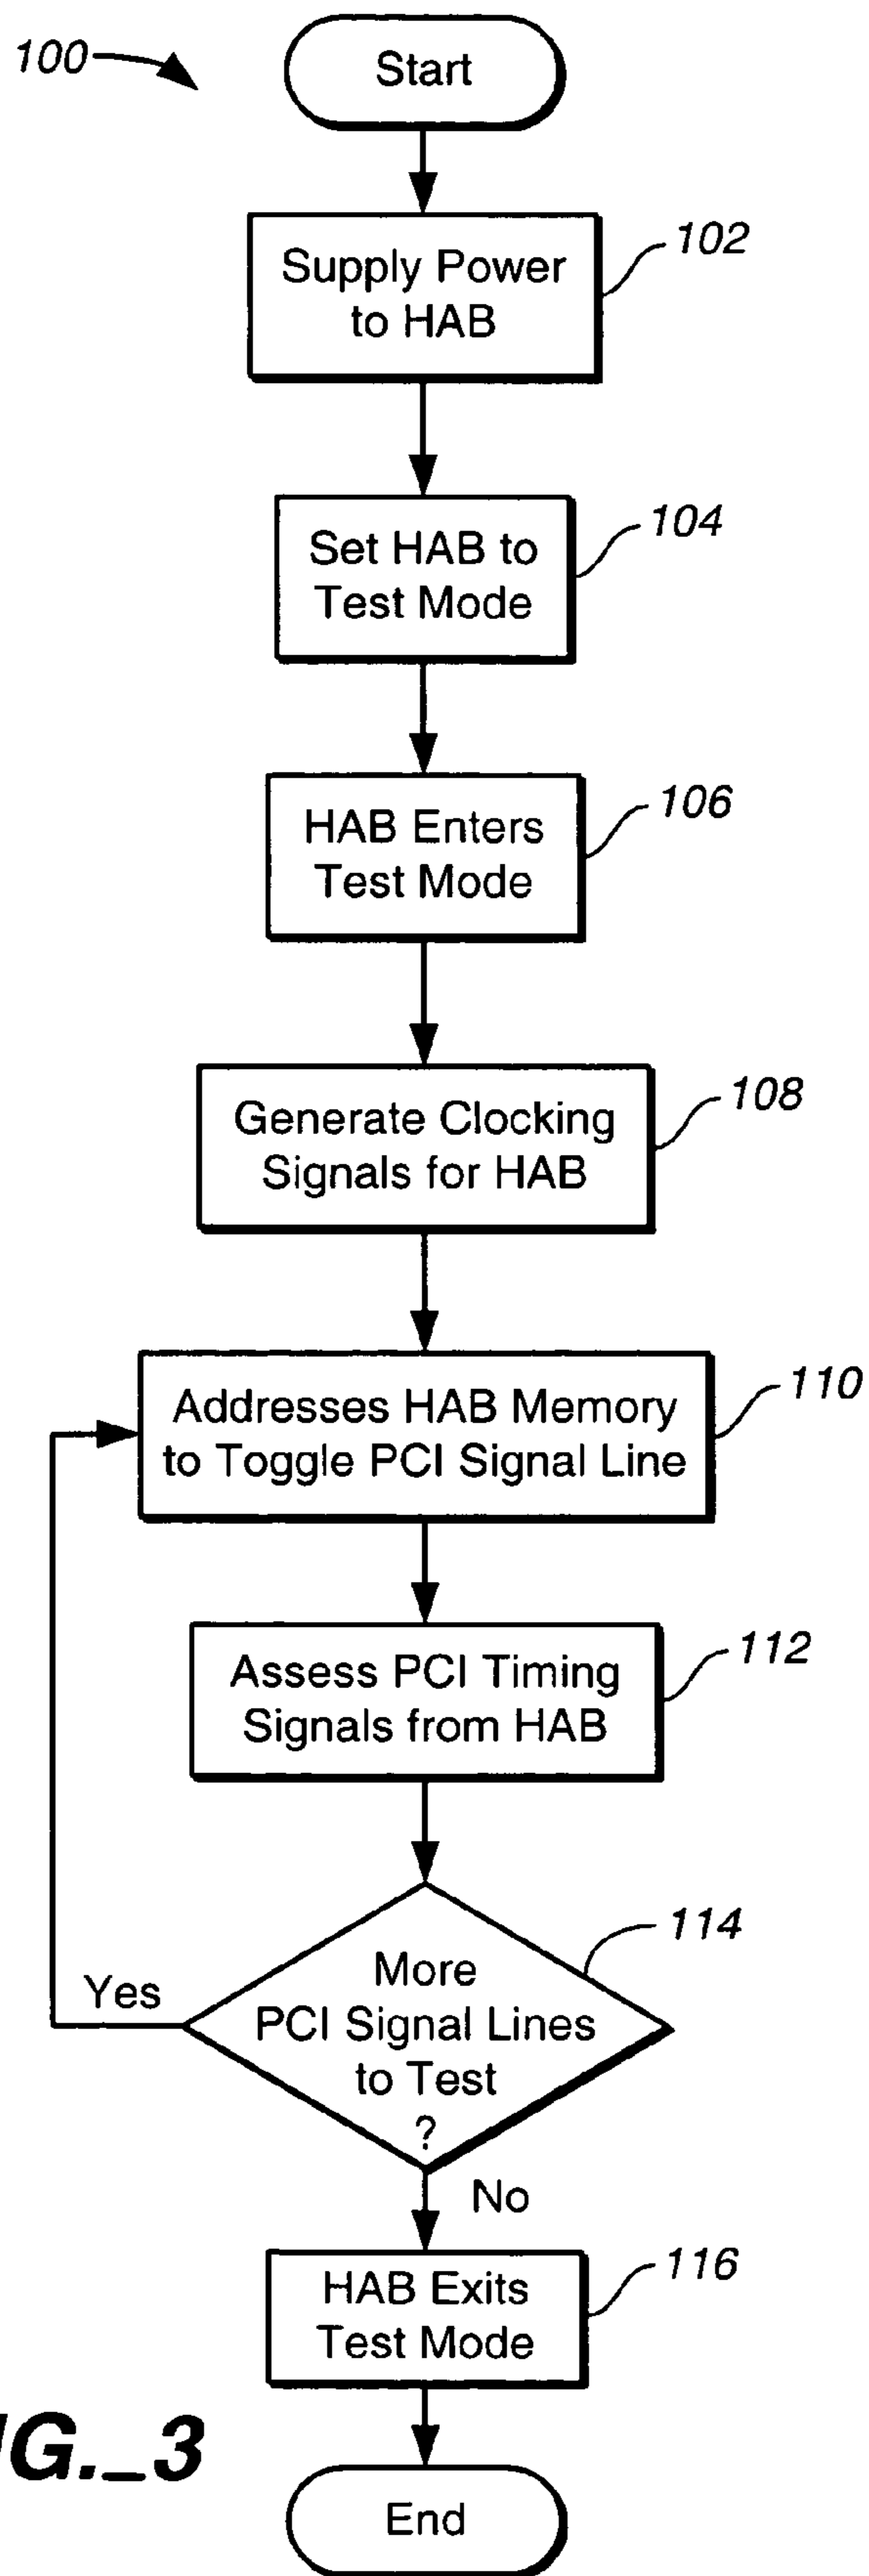 100
Start
102
Supply Power
to HAB
104
Set HAB to
Test Mode
106
HAB Enters
Test Mode
108
Generate Clocking
Signals for HAB
110
Addresses HAB Memory
to Toggle PCI Signal Line
112
Assess PCI Timing
Signals from HAB
114
More
PCI Signal Lines
to Test
?
Yes
No
116
HAB Exits
Test Mode
IG._3
End